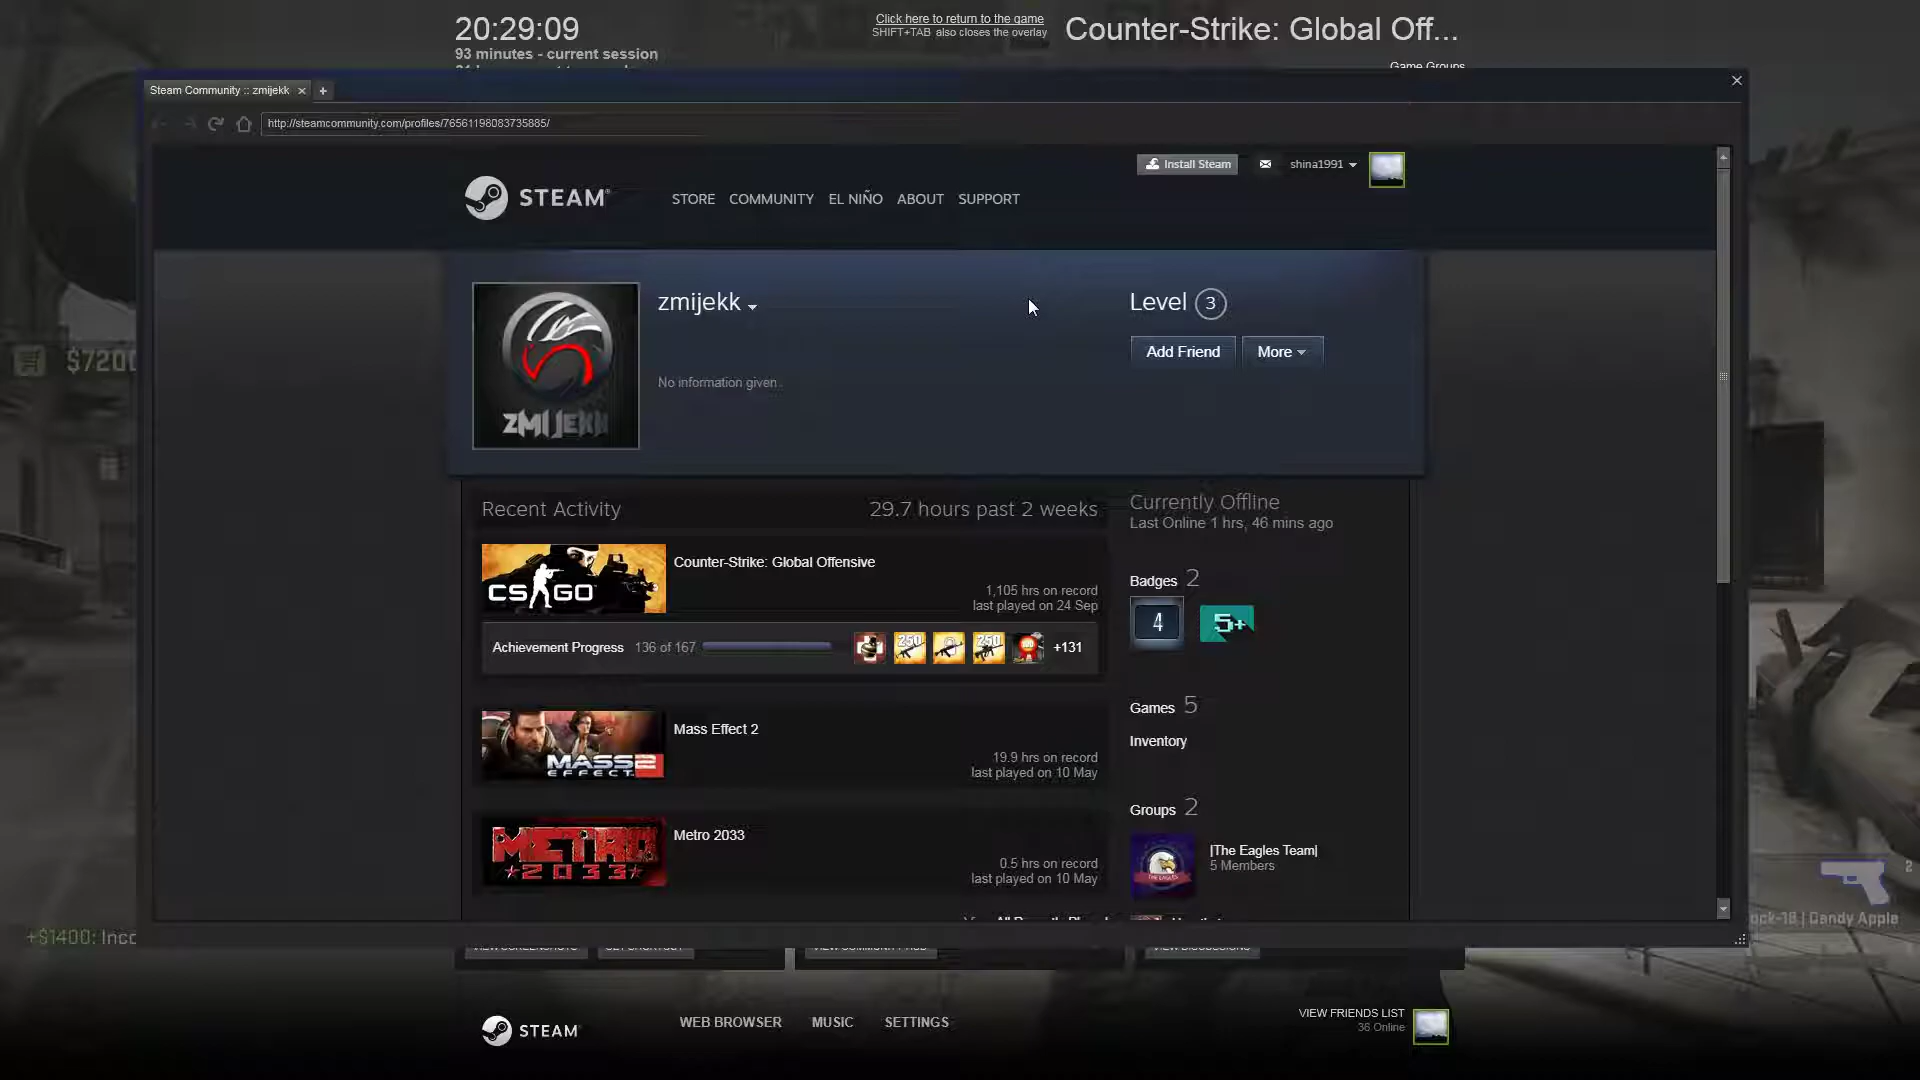 20:29:09
93 minutes - current session
Click here to return to the game
SHIFT+TAB also closes the overlay
Counter-Strike: Global Off...
Game Groups
Steam Community :: zmijekk
http://steamcommunity.com/profiles/76561198083735885/
Install Steam
shina1991
STEAM
STORE COMMUNITY EL NIÑO ABOUT SUPPORT
zmijekk
Level 3
Add Friend
More
No information given
ZMIJEKK
$7200
Recent Activity
29.7 hours past 2 weeks
Currently Offline
Last Online 1 hrs, 46 mins ago
CS GO
Counter-Strike: Global Offensive
1,105 hrs on record
last played on 24 Sep
Achievement Progress 136 of 167
250
250
100
+131
Badges 2
4
5+
MASS EFFECT 2
Mass Effect 2
19.9 hrs on record
last played on 10 May
Games 5
Inventory
METRO 2033
Metro 2033
0.5 hrs on record
last played on 10 May
Groups 2
THE EAGLES
|The Eagles Team|
5 Members
2
ock-18 | Candy Apple
+$1400: Inco
STEAM
WEB BROWSER MUSIC SETTINGS
VIEW FRIENDS LIST
36 Online